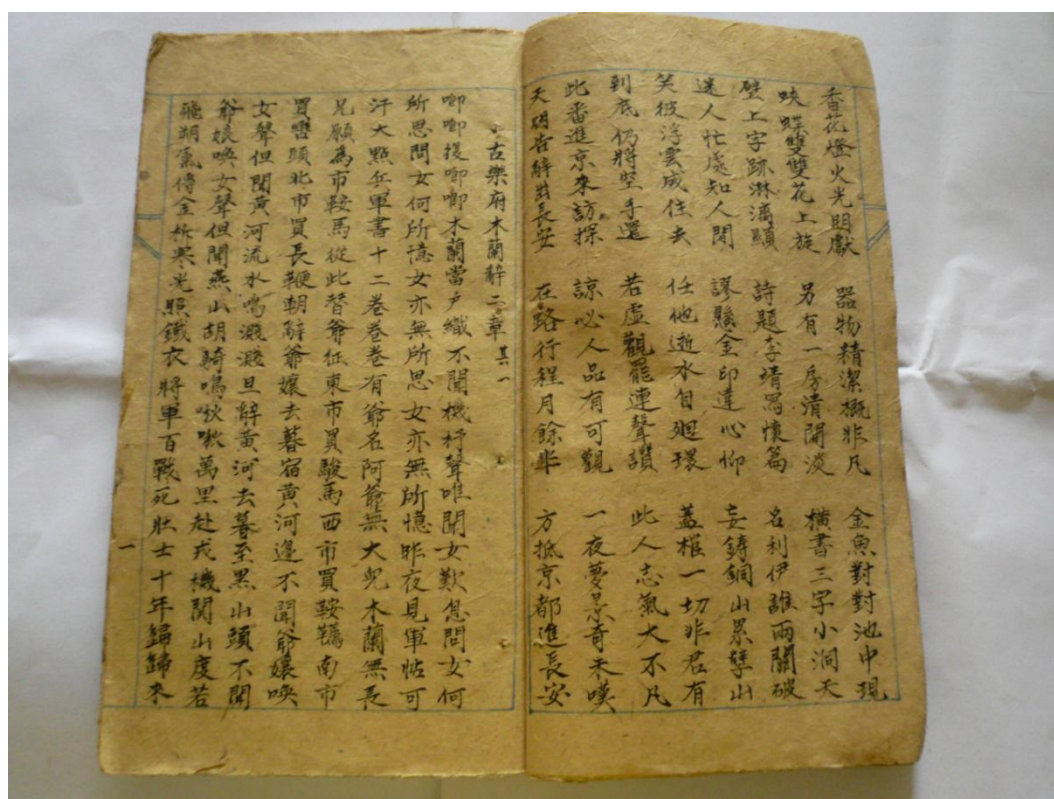 香花燈火光明獻 器物精潔概非凡 金魚對對池中現
蛺蝶雙雙花上旋 另有一房清閒淡 橫書三字小洞天
壁上字跡淋漓顯 詩題李靖寫懷篇 名利伊誰兩關破
迷人忙處知人閒 謬懸金印違心仰 妄鑄銅山累孽山
笑彼浮雲成住去 任他逝水自迴環 蓋棺一切非君有
到底仍將空手還 若虛觀罷連聲讚 此人志氣大不凡
此番進京來訪探 諒必人品有可觀 一夜夢景奇未嘆
天明告辭出長安 在路行程月餘半 方抵京都進長安
古樂府木蘭辭二章 其一
唧唧復唧唧木蘭當戶織不聞機杼聲唯聞女歎息問女何
所思問女何所憶女亦無所思女亦無所憶昨夜見軍帖可
汗大點兵軍書十二卷卷卷有爺名阿爺無大兒木蘭無長
兄願為市鞍馬從此替爺征東市買駿馬西市買鞍韉南市
買轡頭北市買長鞭朝辭爺孃去暮宿黃河邊不聞爺孃喚
女聲但聞黃河流水鳴濺濺旦辭黃河去暮至黑山頭不聞
爺孃喚女聲但聞燕山胡騎鳴啾啾萬里赴戎機關山度若
飛朔氣傳金柝寒光照鐵衣將軍百戰死壯士十年歸歸來
一